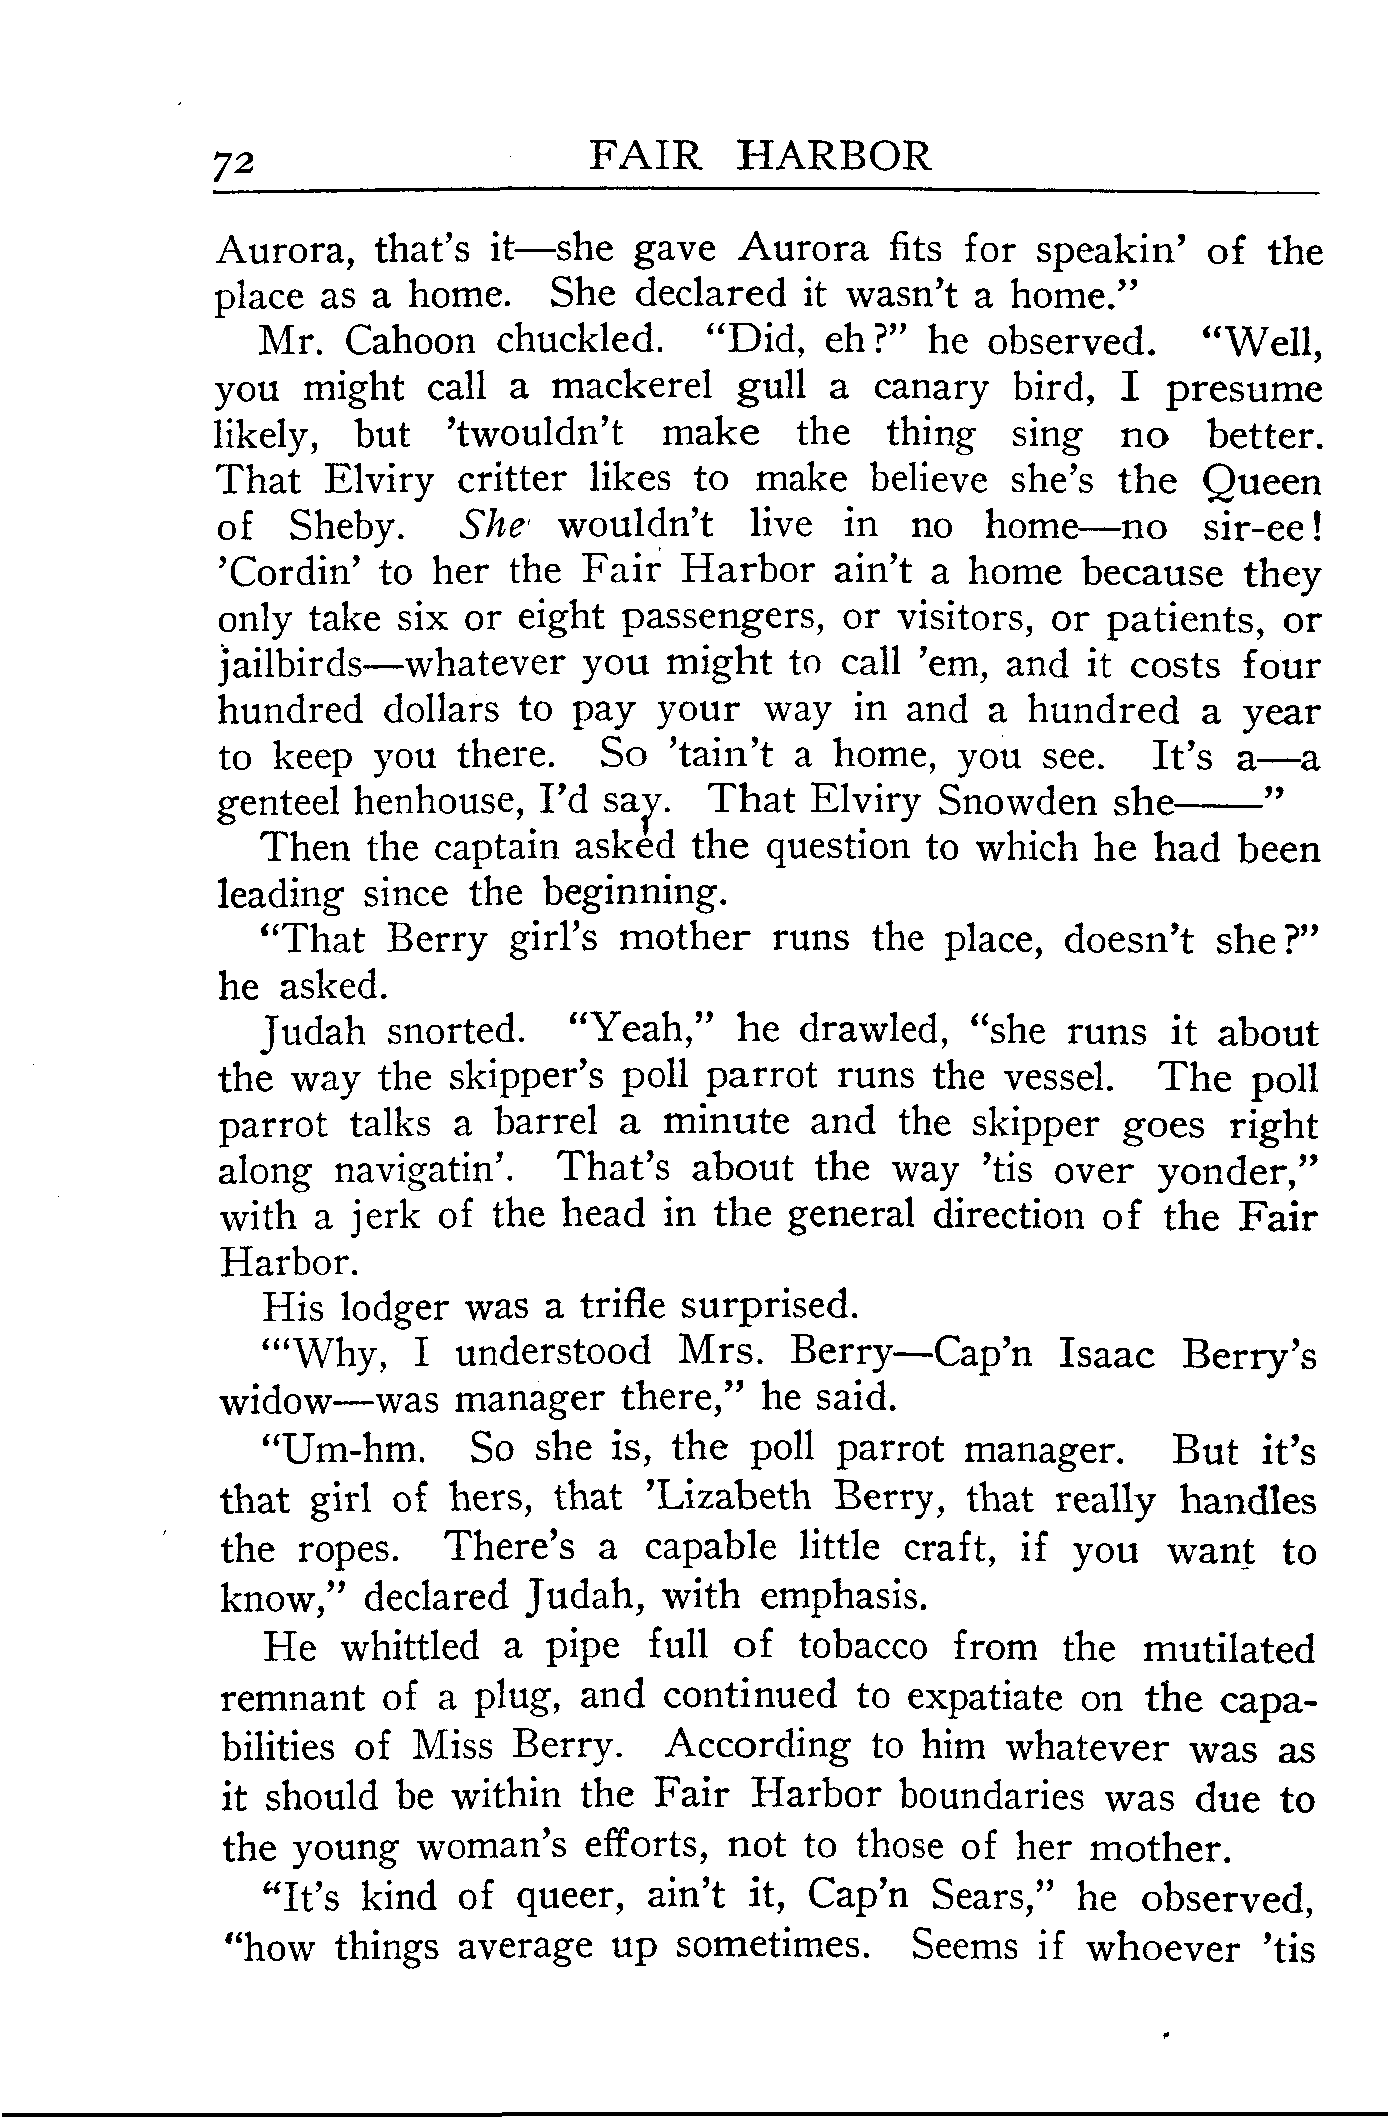 72 FAIR HARBOR
Aurora, that's it—she gave Aurora fits for speakin' of the
place as a home. She declared it wasn't a home."
Mr. Cahoon chuckled. "Did, eh?" he observed. "Well,
you might call a mackerel gull a canary bird, I presume
likely, but 'twouldn't make the thing sing no better.
That Elviry critter likes to make believe she's the Queen
of Sheby. She wouldn't live in no home—no sir-ee!
'Cordin' to her the Fair Harbor ain't a home because they
only take six or eight passengers, or visitors, or patients, or
jailbirds—whatever you might to call 'em, and it costs four
hundred dollars to pay your way in and a hundred a year
to keep you there. So 'tain't a home, you see. It's a—a
genteel henhouse, I'd say. That Elviry Snowden she——"
Then the captain asked the question to which he had been
leading since the beginning.
"That Berry girl's mother runs the place, doesn't she?"
he asked.
Judah snorted. "Yeah," he drawled, "she runs it about
the way the skipper's poll parrot runs the vessel. The poll
parrot talks a barrel a minute and the skipper goes right
along navigatin'. That's about the way 'tis over yonder,"
with a jerk of the head in the general direction of the Fair
Harbor.
His lodger was a trifle surprised.
"'Why, I understood Mrs. Berry—Cap'n Isaac Berry's
widow—was manager there," he said.
"Um-hm. So she is, the poll parrot manager. But it's
that girl of hers, that 'Lizabeth Berry, that really handles
the ropes. There's a capable little craft, if you want to
know," declared Judah, with emphasis.
He whittled a pipe full of tobacco from the mutilated
remnant of a plug, and continued to expatiate on the capa-
bilities of Miss Berry. According to him whatever was as
it should be within the Fair Harbor boundaries was due to
the young woman's efforts, not to those of her mother.
"It's kind of queer, ain't it, Cap'n Sears," he observed,
"how things average up sometimes. Seems if whoever 'tis